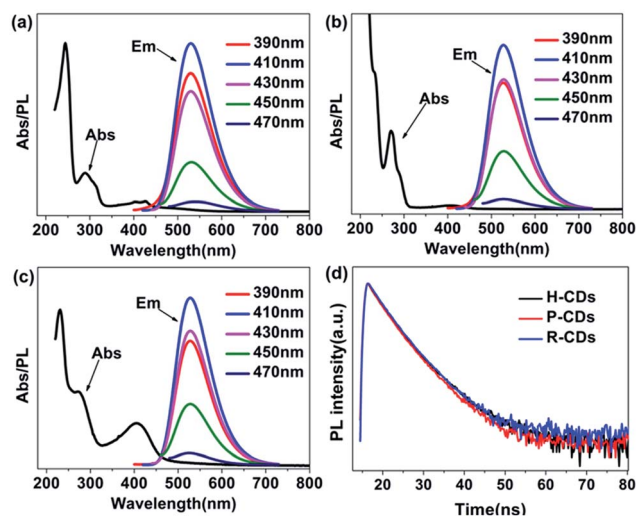 (a)
Em
Abs
390nm
410nm
430nm
450nm
470nm
Abs/PL
200 300 400 500 600 700 800
Wavelength(nm)
(b)
Em
Abs
390nm
410nm
430nm
450nm
470nm
Abs/PL
200 300 400 500 600 700 800
Wavelength(nm)
(c)
Em
Abs
390nm
410nm
430nm
450nm
470nm
Abs/PL
200 300 400 500 600 700 800
Wavelength(nm)
(d)
H-CDs
P-CDs
R-CDs
PL intensity(a.u.)
20 30 40 50 60 70 80
Time(ns)